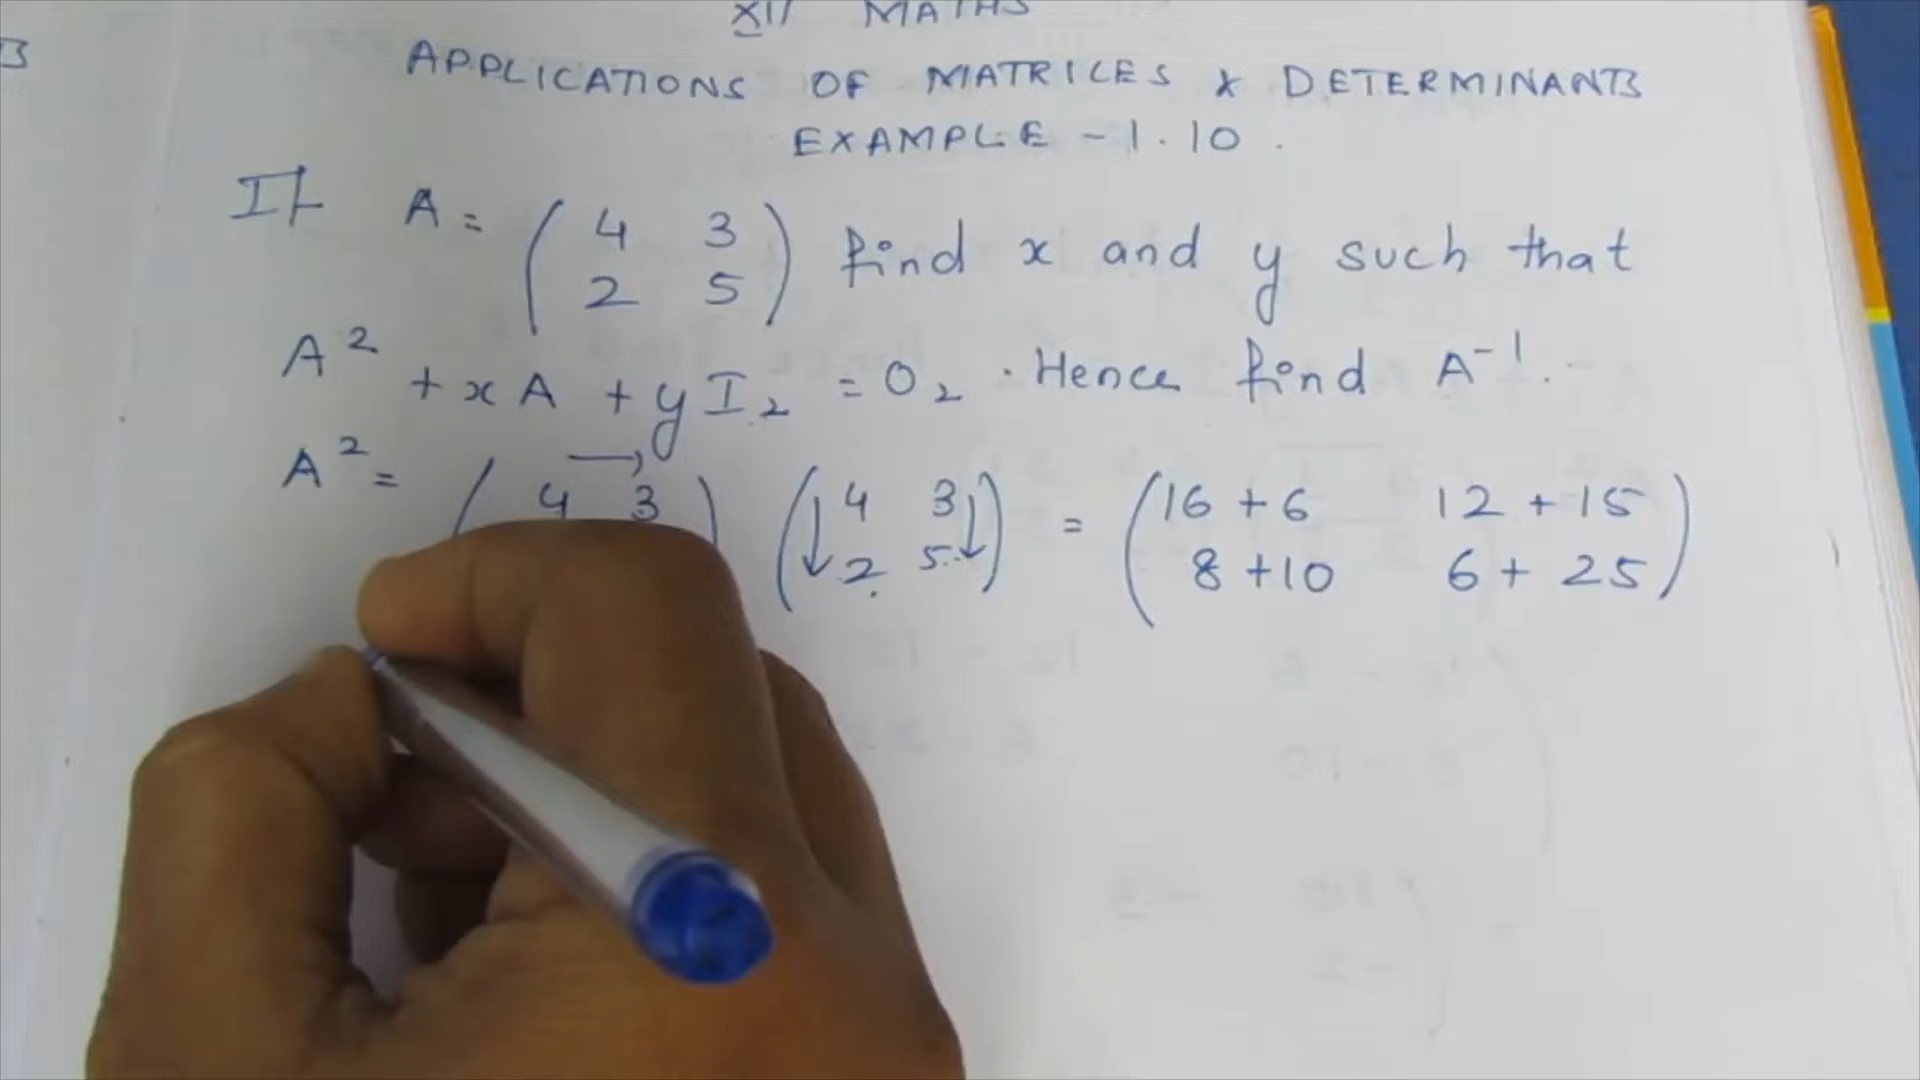 XII MATHS
B
APPLICATIONS OF MATRICES & DETERMINANTS
EXAMPLE - 1.10.
If A = ( 4 3 ) find x and y such that
2 5
A² + xA + yI₂ = O₂ . Hence find A⁻¹.
A² = ( 4 3 ) ( 4 3 ) = ( 16 + 6 12 + 15 )
2 5 8 + 10 6 + 25